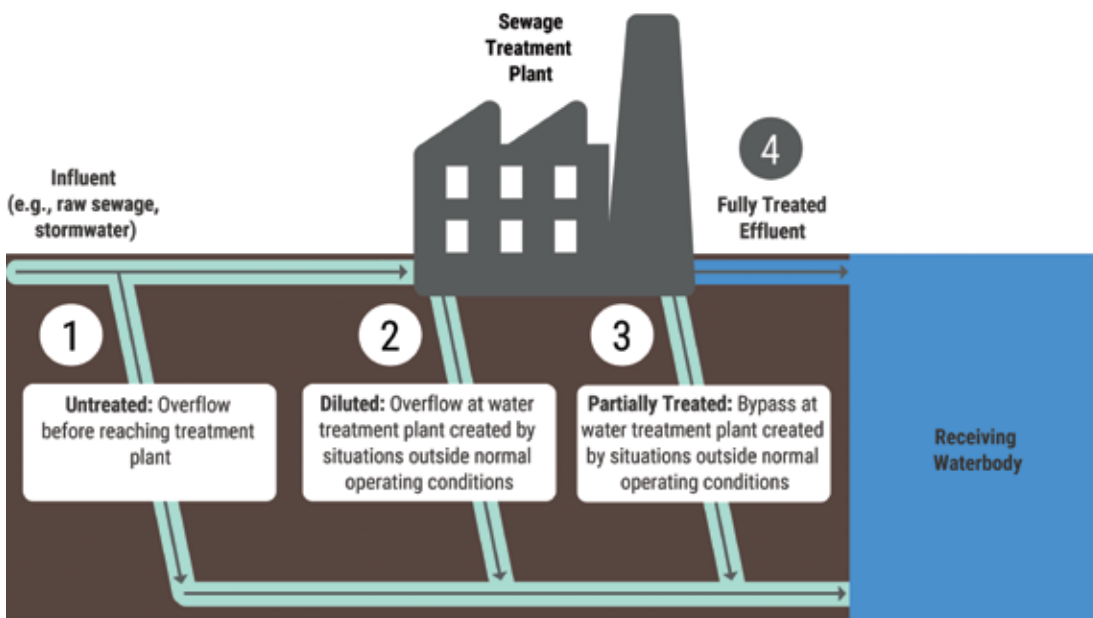 Sewage
Treatment
Plant
4
Influent
(e.g., raw sewage,
stormwater)
Fully Treated
Effluent
1
2
3
Untreated: Overflow
before reaching treatment
plant
Diluted: Overflow at water
treatment plant created by
situations outside normal
operating conditions
Partially Treated: Bypass at
water treatment plant created
by situations outside normal
operating conditions
Receiving
Waterbody